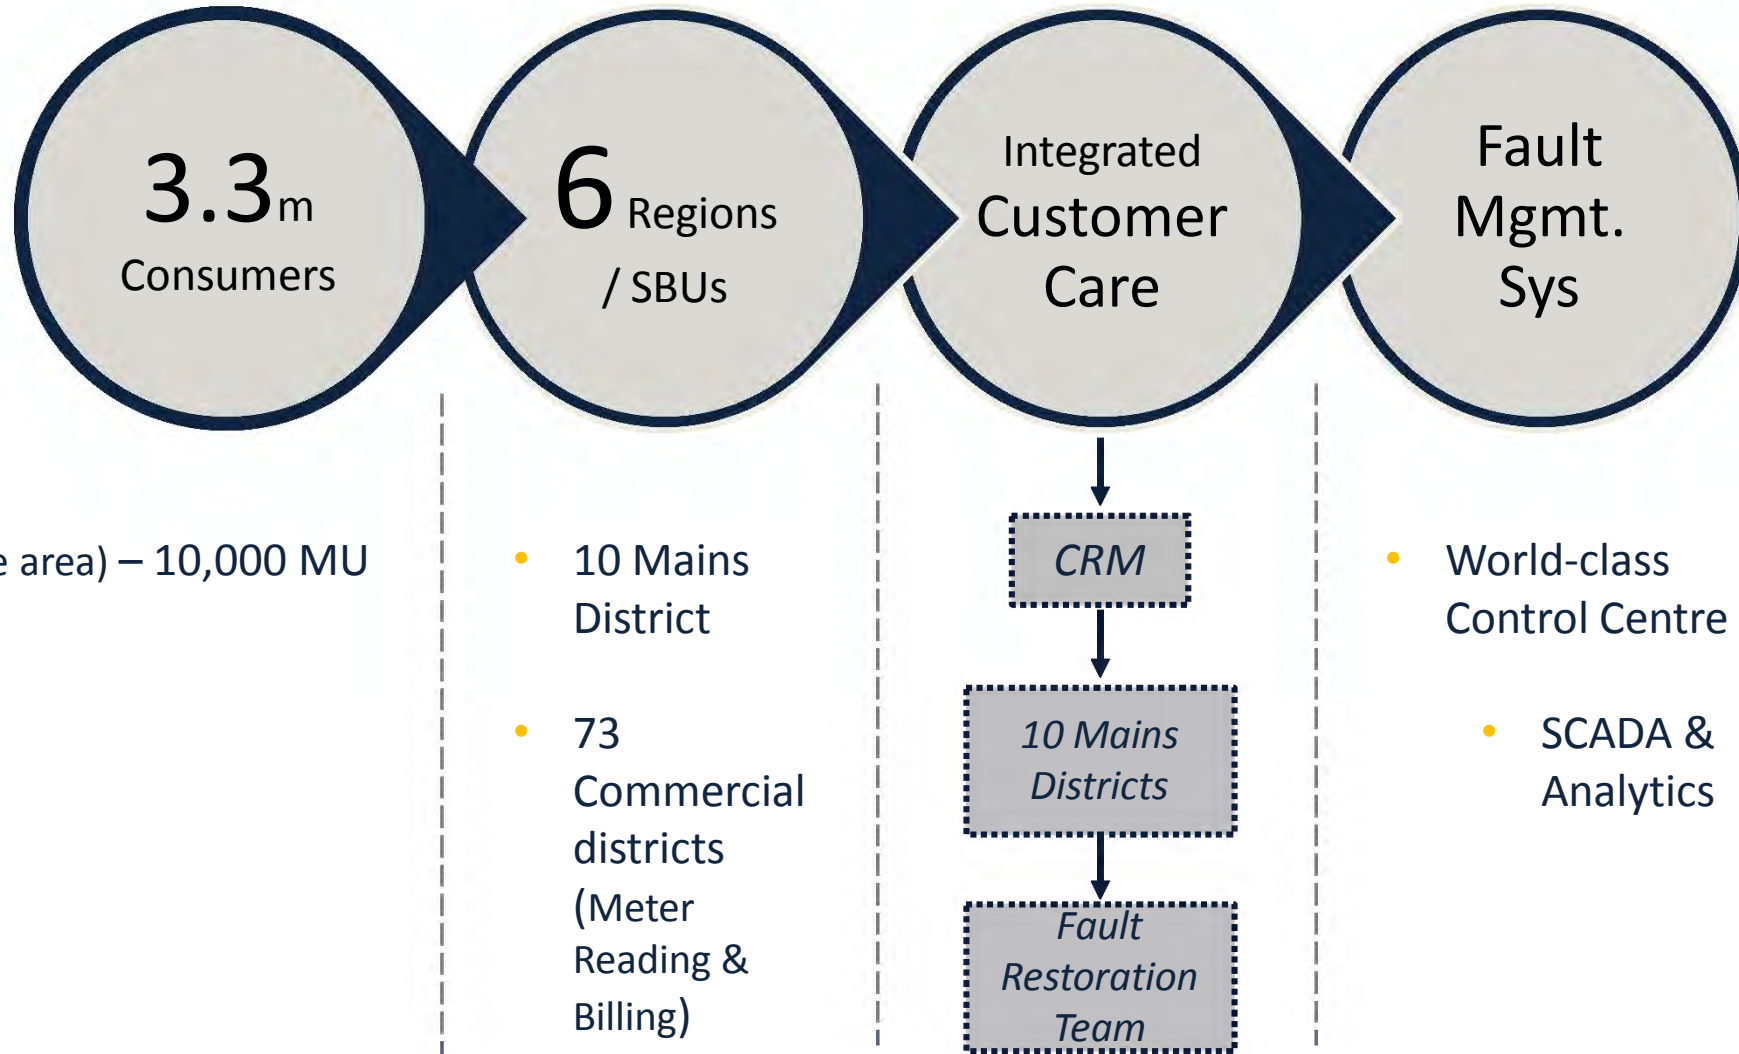 3.3m
Consumers
6 Regions
/ SBUs
Integrated
Customer
Care
Fault
Mgmt.
Sys
area) – 10,000 MU
• 10 Mains
District
• 73
Commercial
districts
(Meter
Reading &
Billing)
CRM
10 Mains
Districts
Fault
Restoration
Team
• World-class
Control Centre
• SCADA &
Analytics